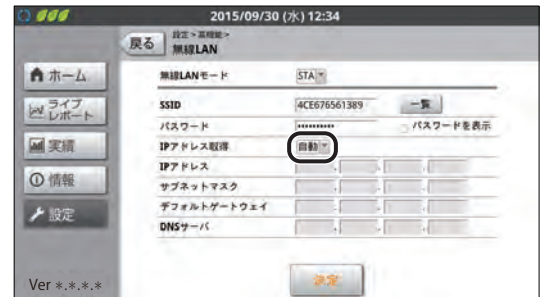 2015/09/30 (水) 12:34
戻る
設定 > 高機能 >
無線LAN
ホーム
ライブ
レポート
実績
情報
設定
Ver *.*.*.*
無線LANモード STA
SSID 4CE676561389 一覧
パスワード ********** パスワードを表示
IPアドレス取得 自動
IPアドレス . . .
サブネットマスク . . .
デフォルトゲートウェイ . . .
DNSサーバ . . .
決定